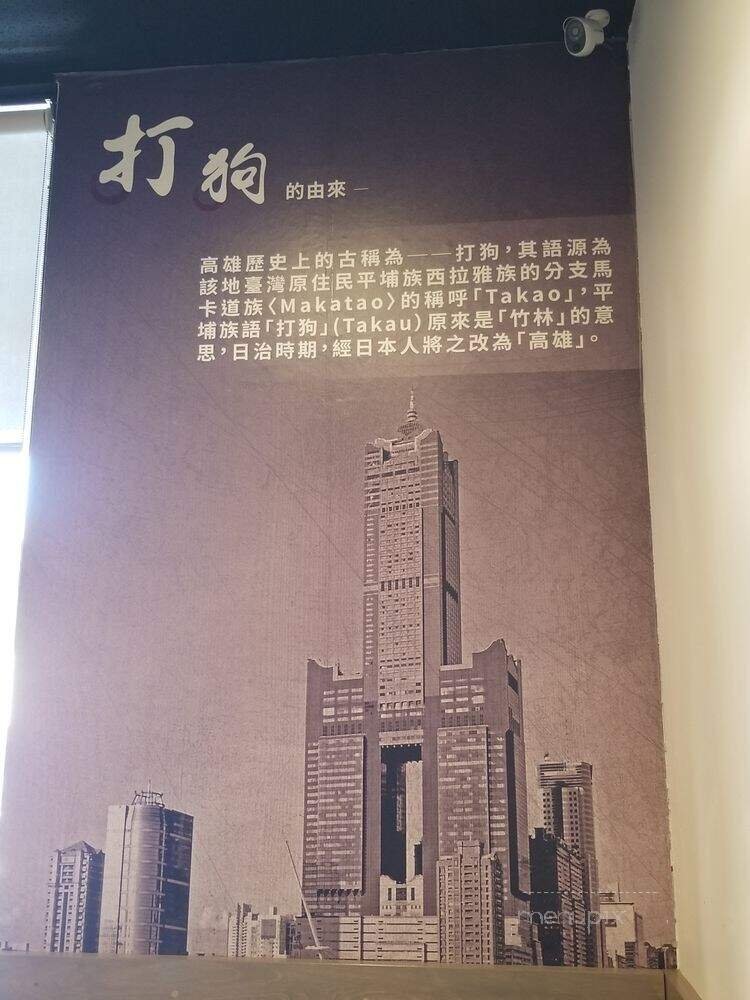 打狗 的由來—
高雄歷史上的古稱為——打狗，其語源為
該地臺灣原住民平埔族西拉雅族的分支馬
卡道族〈Makatao〉的稱呼「Takao」，平
埔族語「打狗」(Takau）原來是「竹林」的意
思，日治時期，經日本人將之改為「高雄」。
menupix